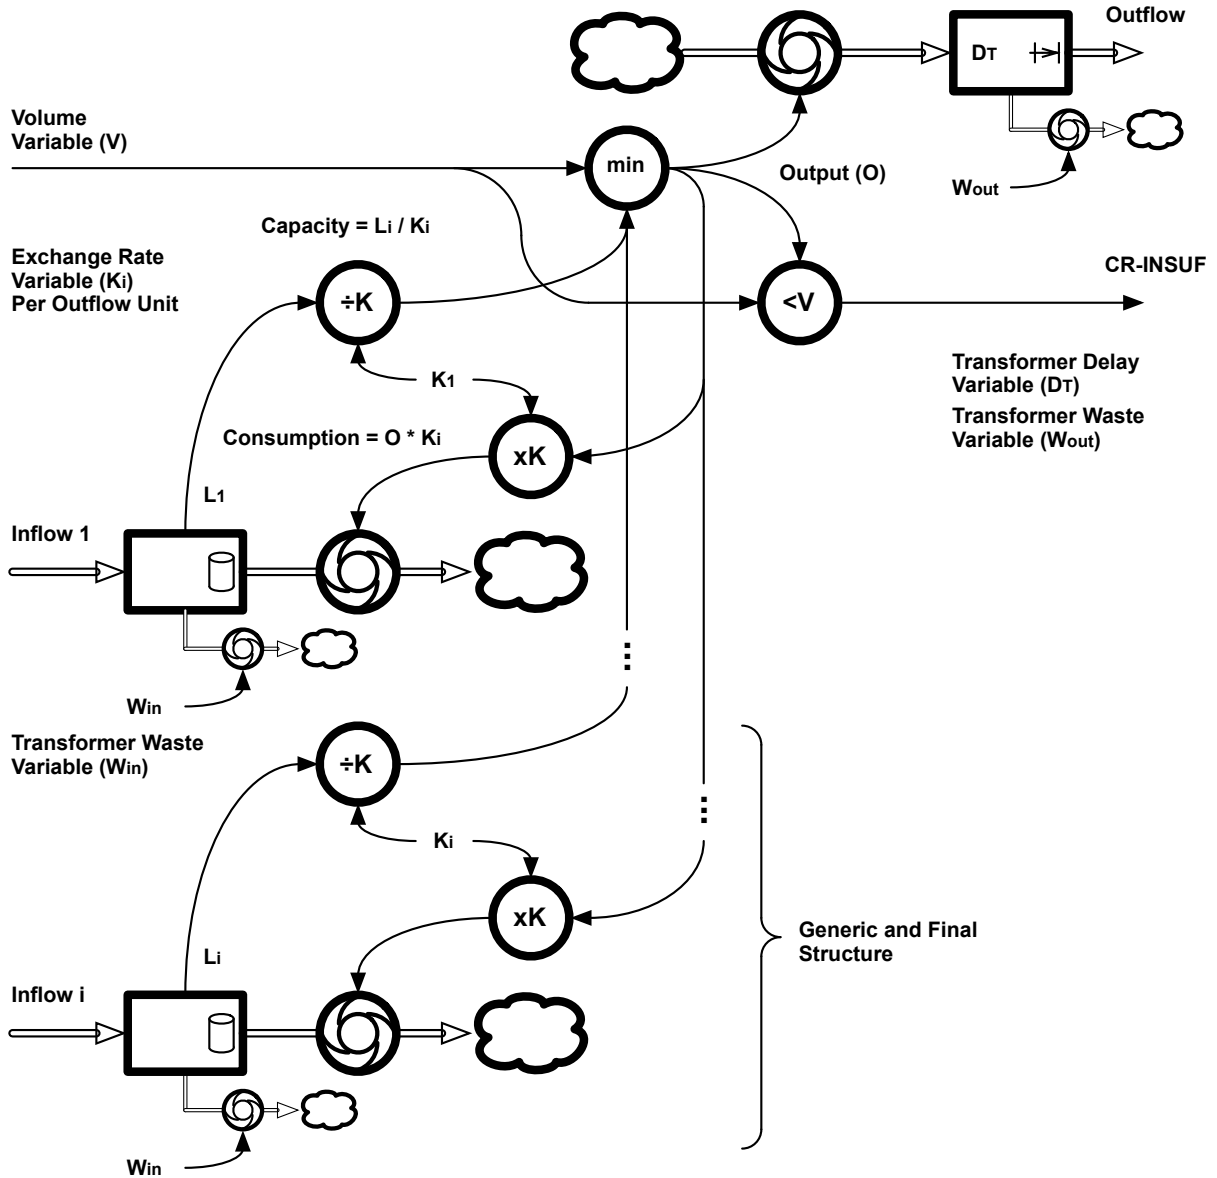 Outflow
DT
Volume
Variable (V)
min
Output (O)
Wout
Capacity = Li / Ki
Exchange Rate
Variable (Ki)
Per Outflow Unit
÷K
<V
CR-INSUF
K1
Transformer Delay
Variable (DT)
Transformer Waste
Variable (Wout)
Consumption = O * Ki
xK
L1
Inflow 1
Win
Transformer Waste
Variable (Win)
÷K
Ki
xK
Generic and Final
Structure
Li
Inflow i
Win